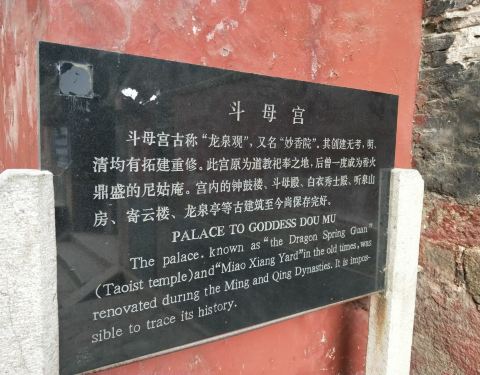 斗母宫
斗母宫古称“龙泉观”，又名“妙香院”。其创建无考，明、
清均有拓建重修。此宫原为道教祀奉之地，后曾一度成为香火
鼎盛的尼姑庵。宫内的钟鼓楼、斗母殿、白衣秀士殿、听泉山
房、寄云楼、龙泉亭等古建筑至今尚保存完好。
PALACE TO GODDESS DOU MU
The palace, known as “the Dragon Spring Guan”
(Taoist temple)and“Miao Xiang Yard”in the old times, was
renovated during the Ming and Qing Dynasties. It is impos-
sible to trace its history.